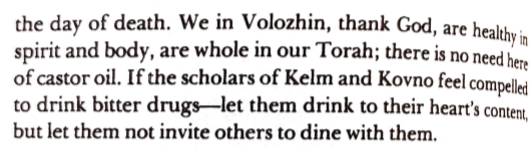 the day of death. We in Volozhin, thank God, are healthy in
spirit and body, are whole in our Torah; there is no need here
of castor oil. If the scholars of Kelm and Kovno feel compelled
to drink bitter drugs—let them drink to their heart's content,
but let them not invite others to dine with them.